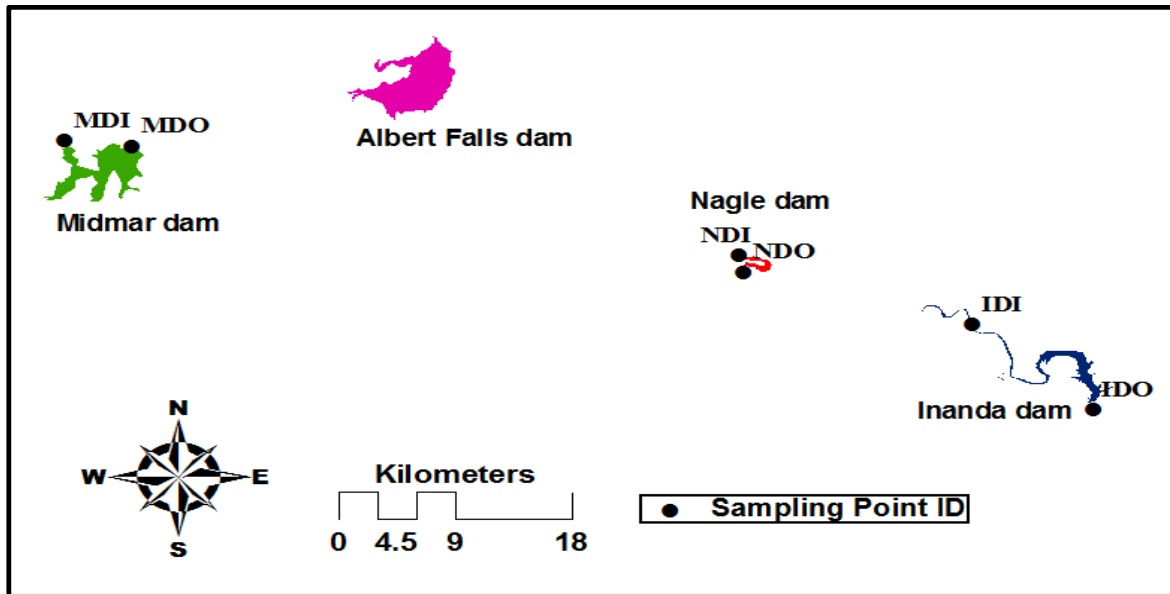 MDI
MDO
Albert Falls dam
Midmar dam
Nagle dam
NDI
NDO
IDI
IDO
Inanda dam
N
W
E
S
Kilometers
0 4.5 9 18
Sampling Point ID